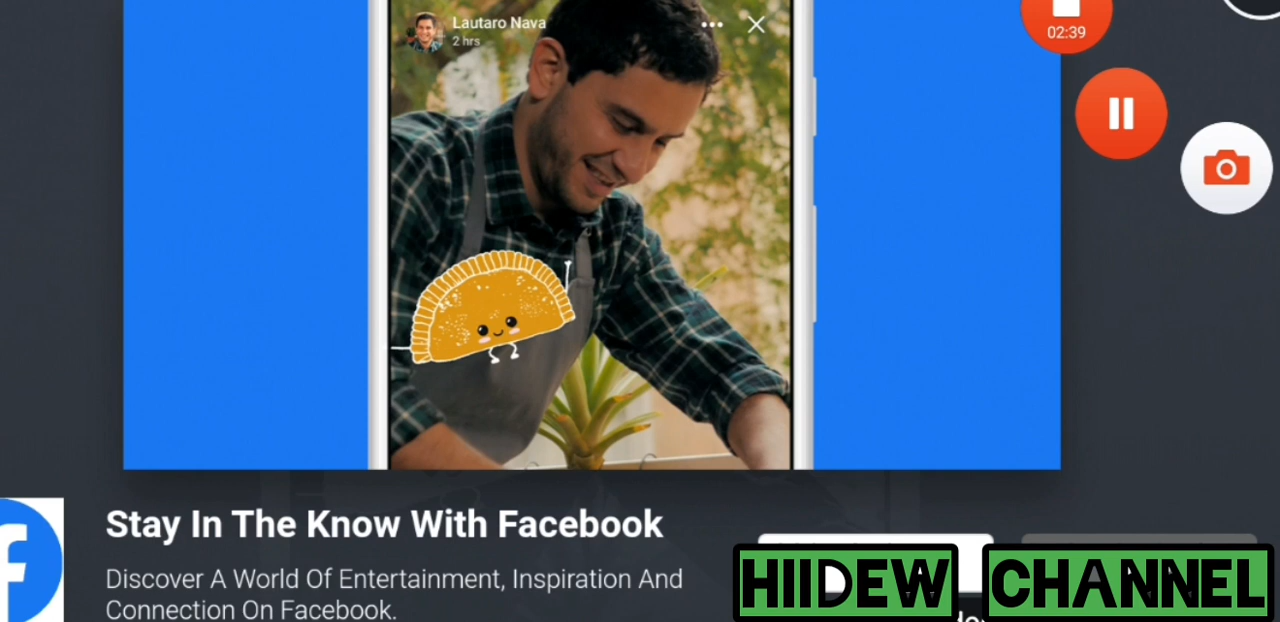 Lautaro Nava
2 hrs
02:39
Stay In The Know With Facebook
Discover A World Of Entertainment, Inspiration And
Connection On Facebook.
HIIDEW CHANNEL